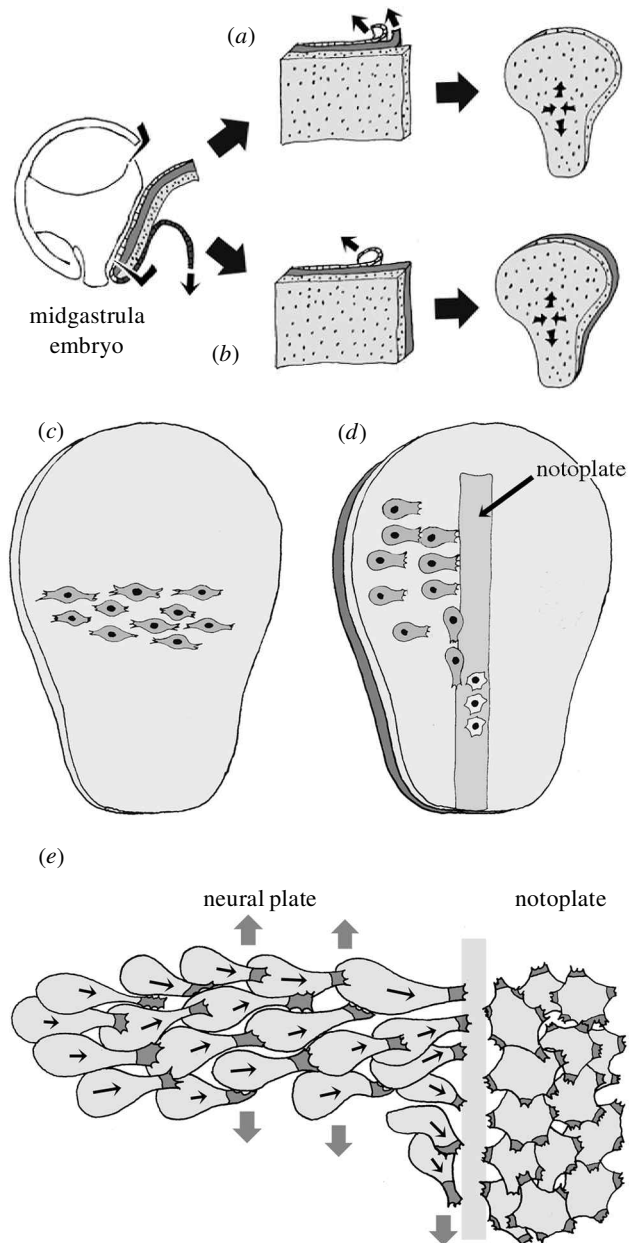 (a)
midgastrula
embryo
(b)
(c)
(d)
notoplate
(e)
neural plate
notoplate